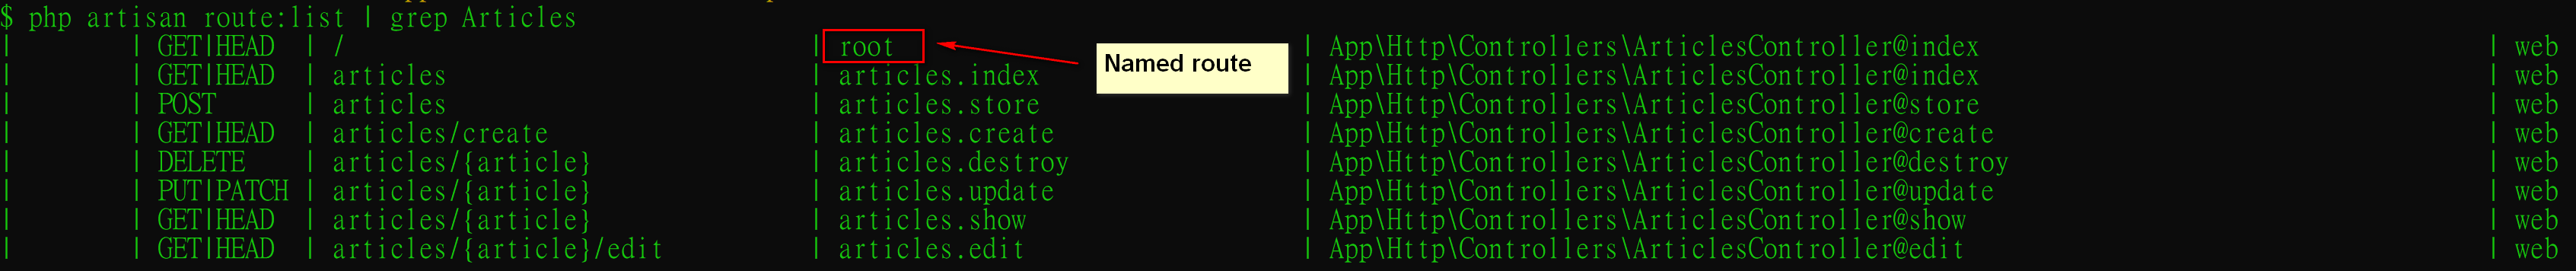 $ php artisan route:list | grep Articles
|        | GET|HEAD  | /                                | root                             | App\Http\Controllers\ArticlesController@index                                    | web
Named route
|        | GET|HEAD  | articles                         | articles.index                   | App\Http\Controllers\ArticlesController@index                                    | web
|        | POST      | articles                         | articles.store                   | App\Http\Controllers\ArticlesController@store                                    | web
|        | GET|HEAD  | articles/create                  | articles.create                  | App\Http\Controllers\ArticlesController@create                                   | web
|        | DELETE    | articles/{article}               | articles.destroy                 | App\Http\Controllers\ArticlesController@destroy                                  | web
|        | PUT|PATCH | articles/{article}               | articles.update                  | App\Http\Controllers\ArticlesController@update                                   | web
|        | GET|HEAD  | articles/{article}               | articles.show                    | App\Http\Controllers\ArticlesController@show                                     | web
|        | GET|HEAD  | articles/{article}/edit          | articles.edit                    | App\Http\Controllers\ArticlesController@edit                                     | web